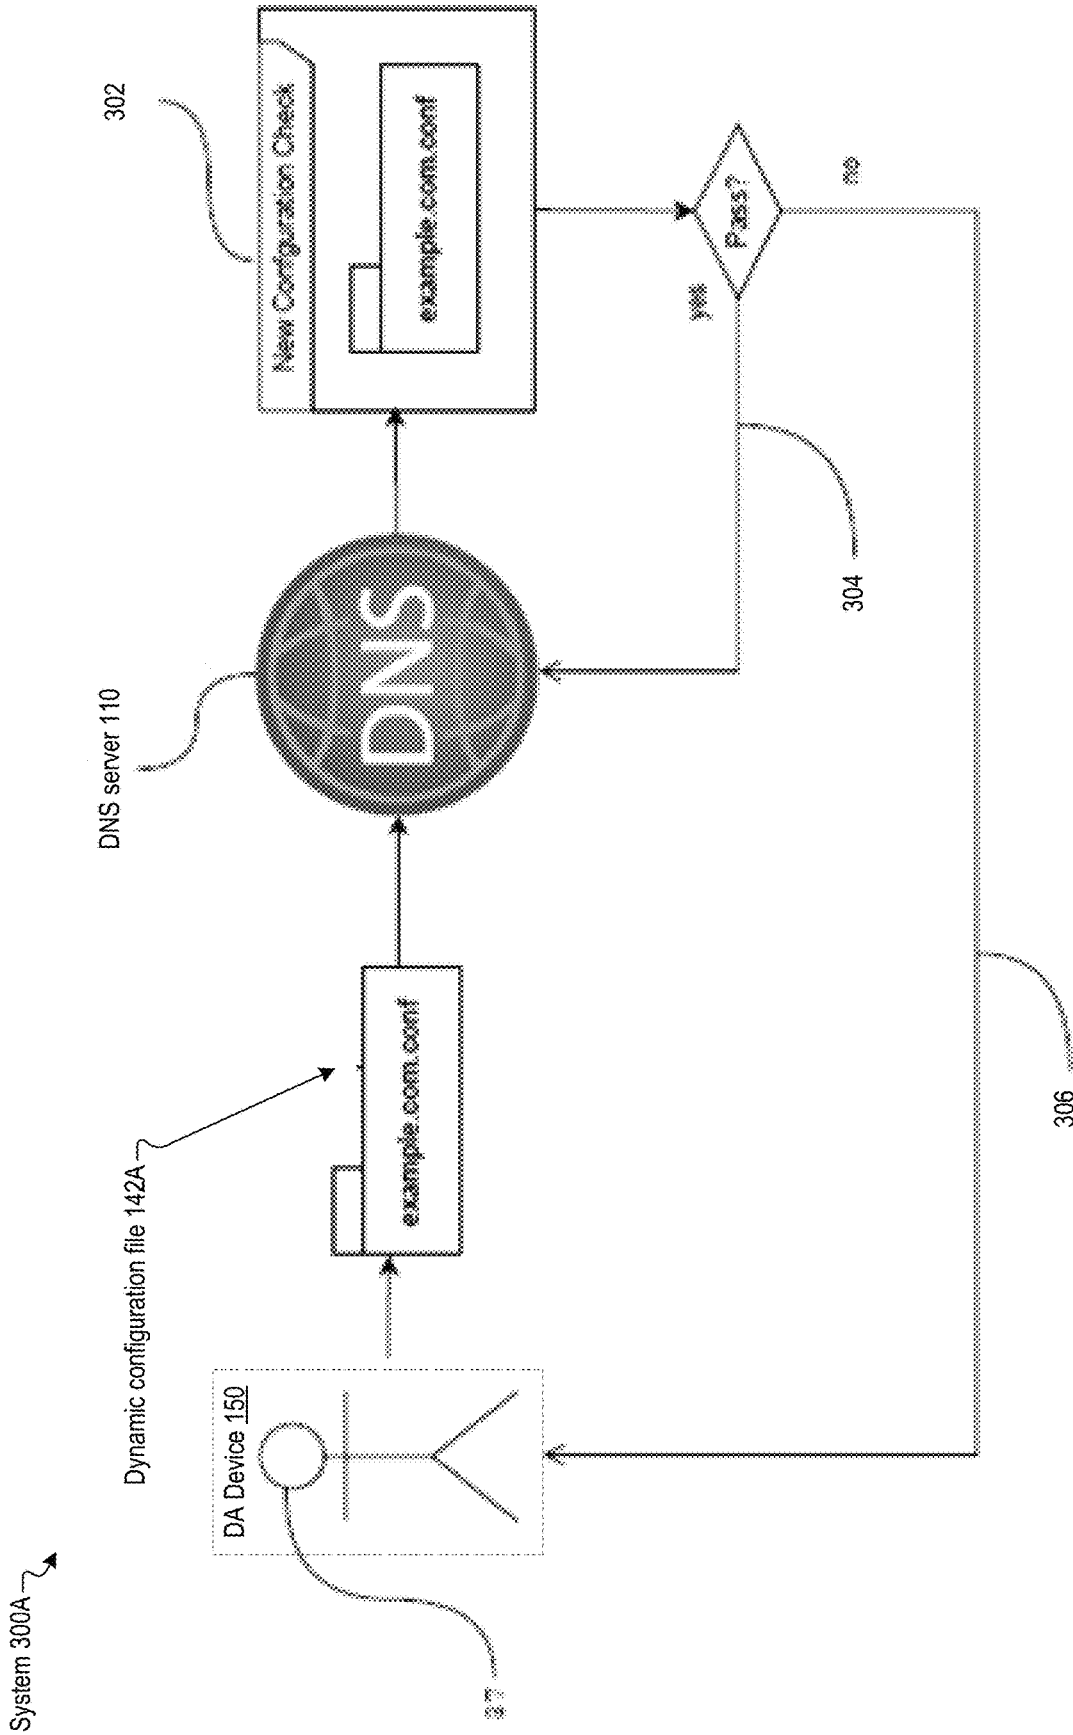 System 300A
Dynamic configuration file 142A
DNS server 110
302
DA Device 150
example.com.conf
DNS
New Configuration Check
example.com.conf
Pass?
yes
no
304
306